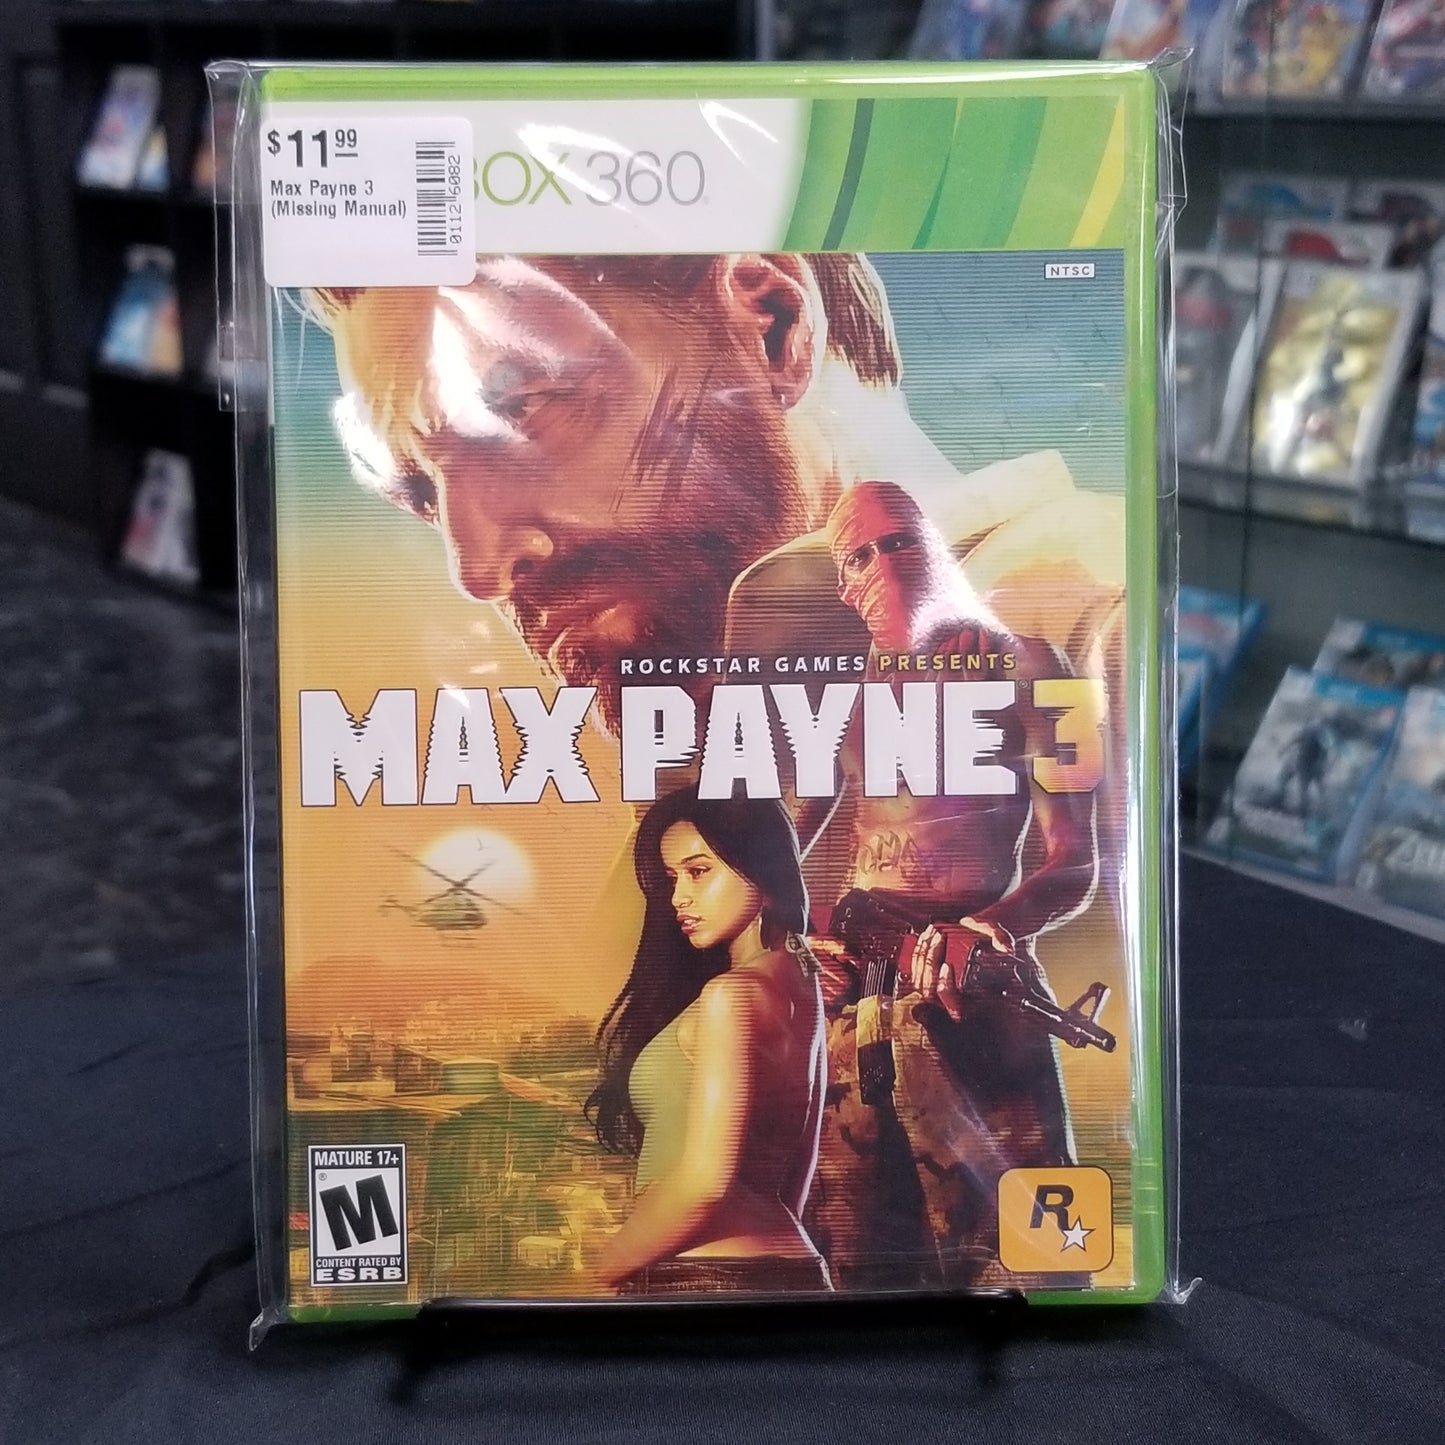 $11.99
Max Payne 3
(Missing Manual)
0112 6082
BOX 360
NTSC
ROCKSTAR GAMES PRESENTS
MAX PAYNE 3
MATURE 17+
M
CONTENT RATED BY
ESRB
R